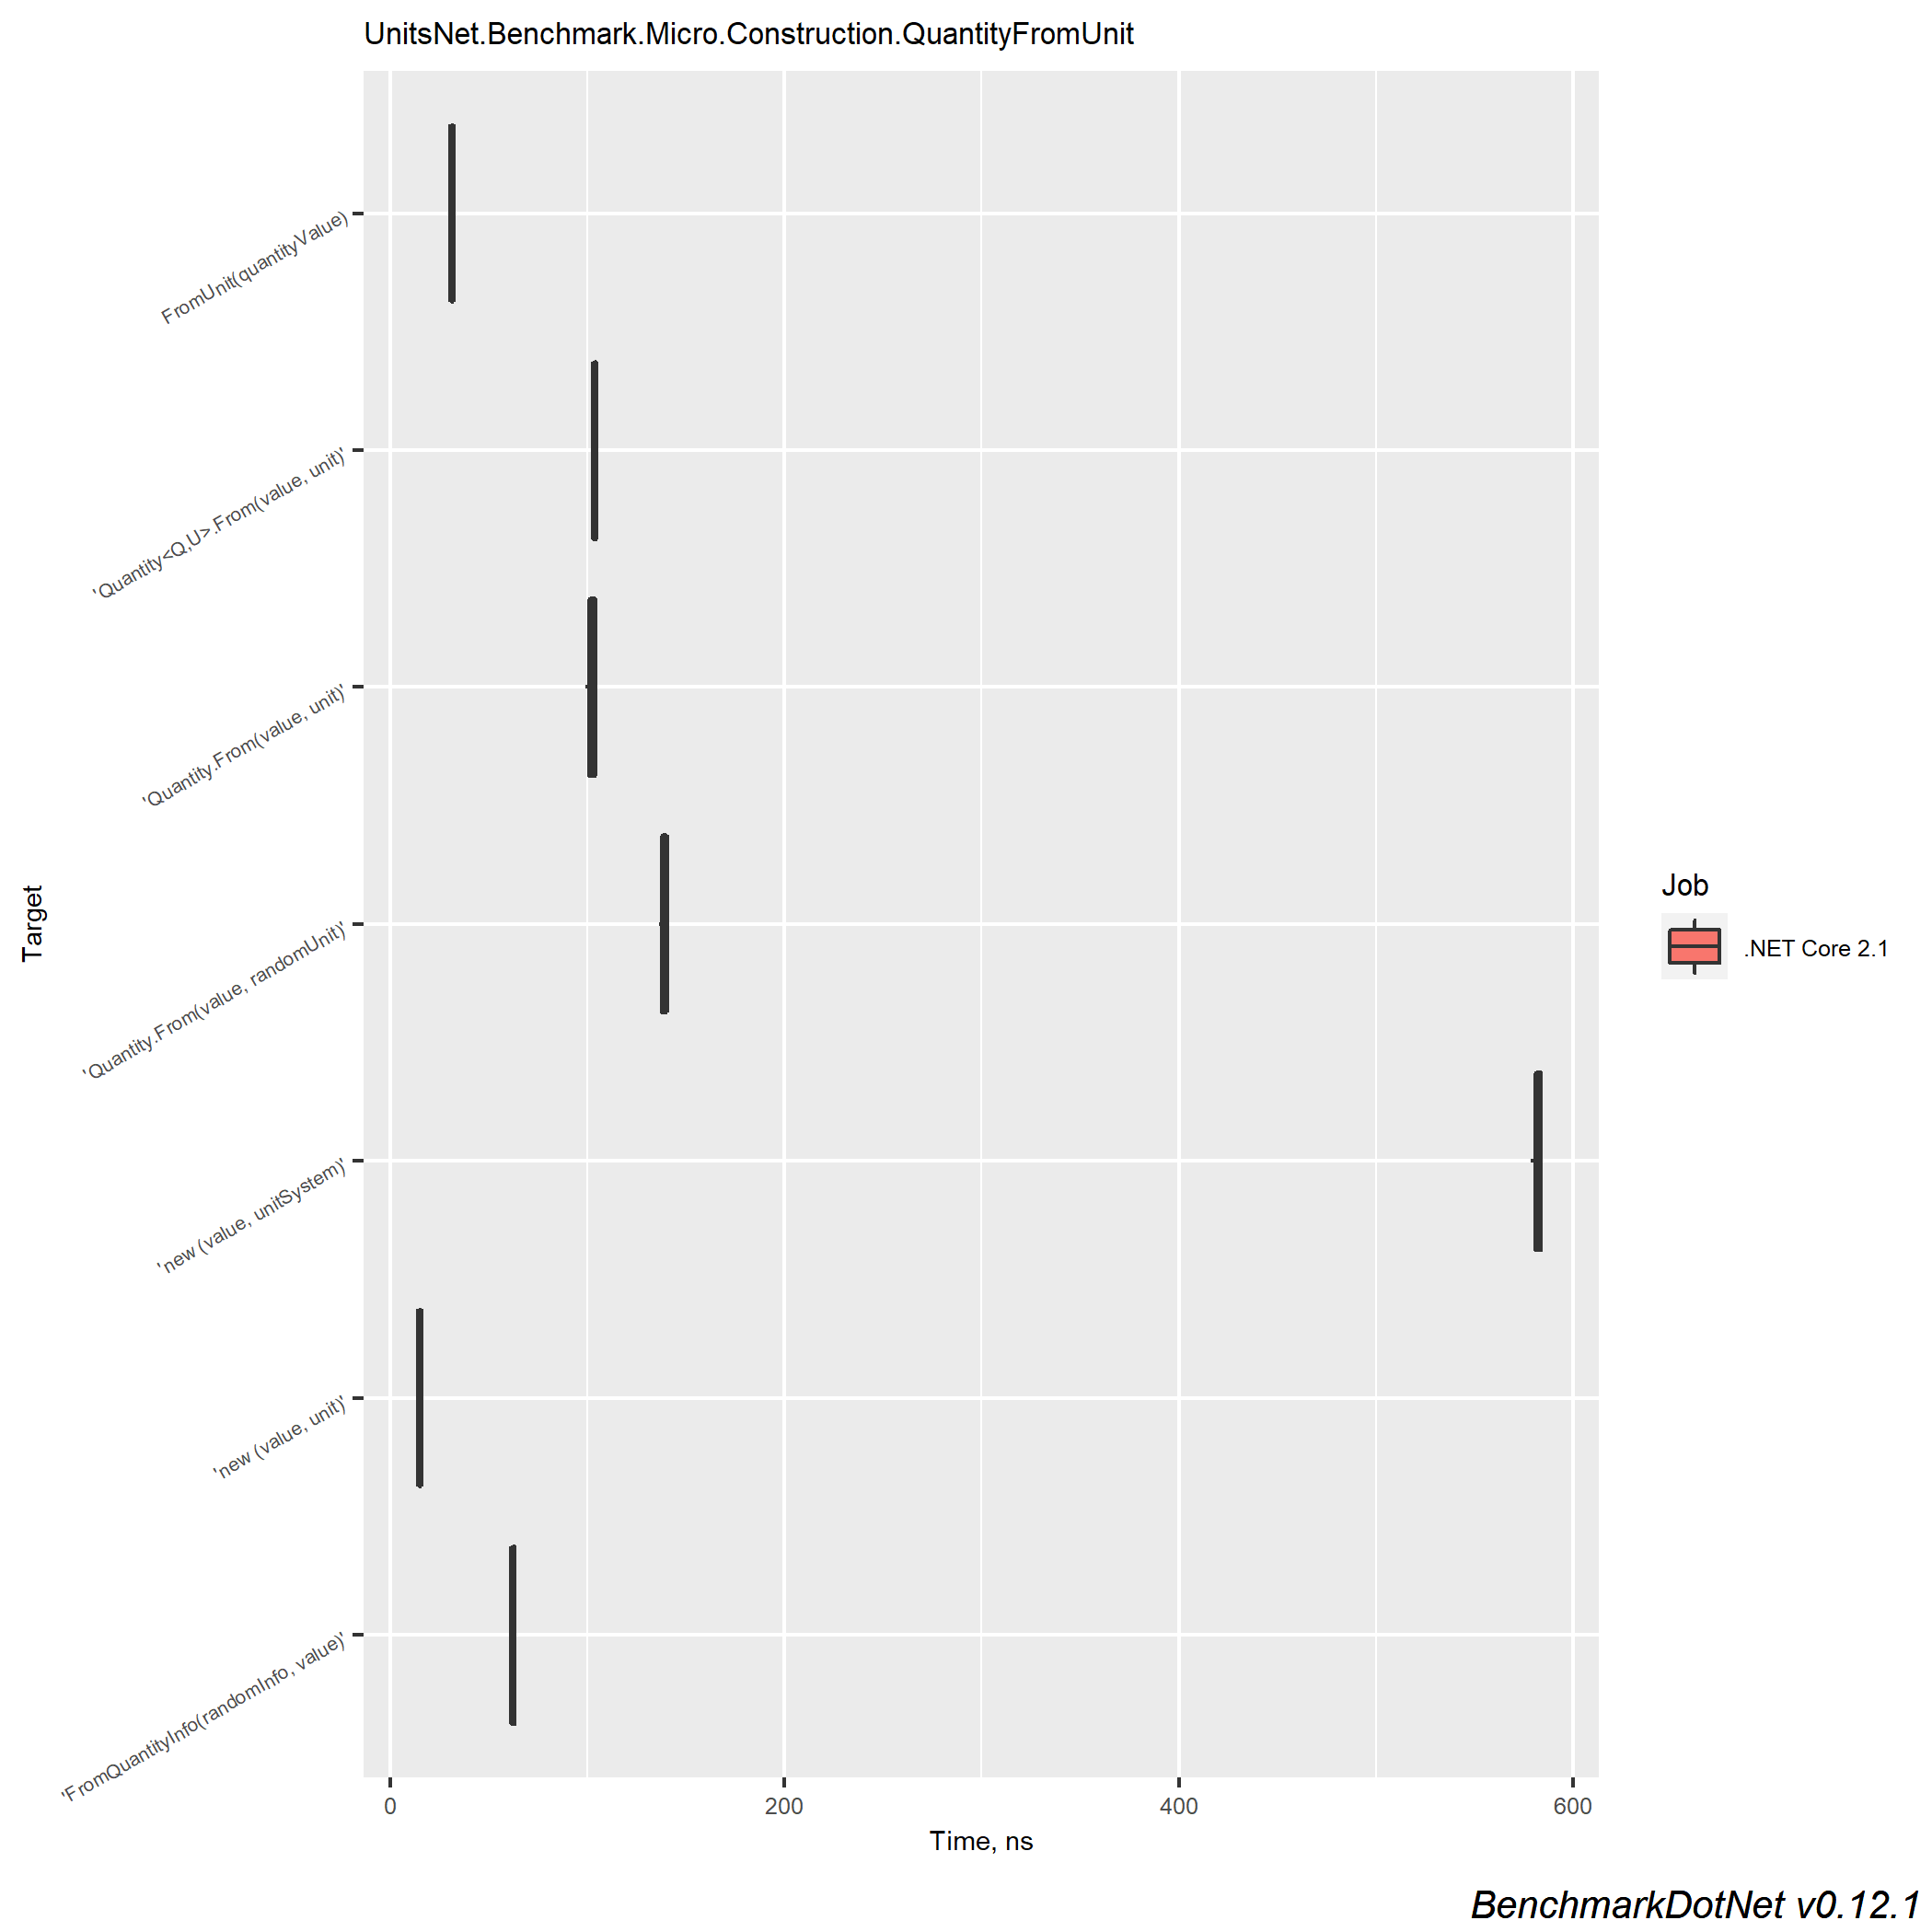 UnitsNet.Benchmark.Micro.Construction.QuantityFromUnit
FromUnit(quantityValue)
'Quantity<Q,U>.From(value, unit)'
'Quantity.From(value, unit)'
'Quantity.From(value, randomUnit)'
'new (value, unitSystem)'
'new (value, unit)'
'FromQuantityInfo(randomInfo, value)'
Target
0 200 400 600
Time, ns
Job
.NET Core 2.1
BenchmarkDotNet v0.12.1